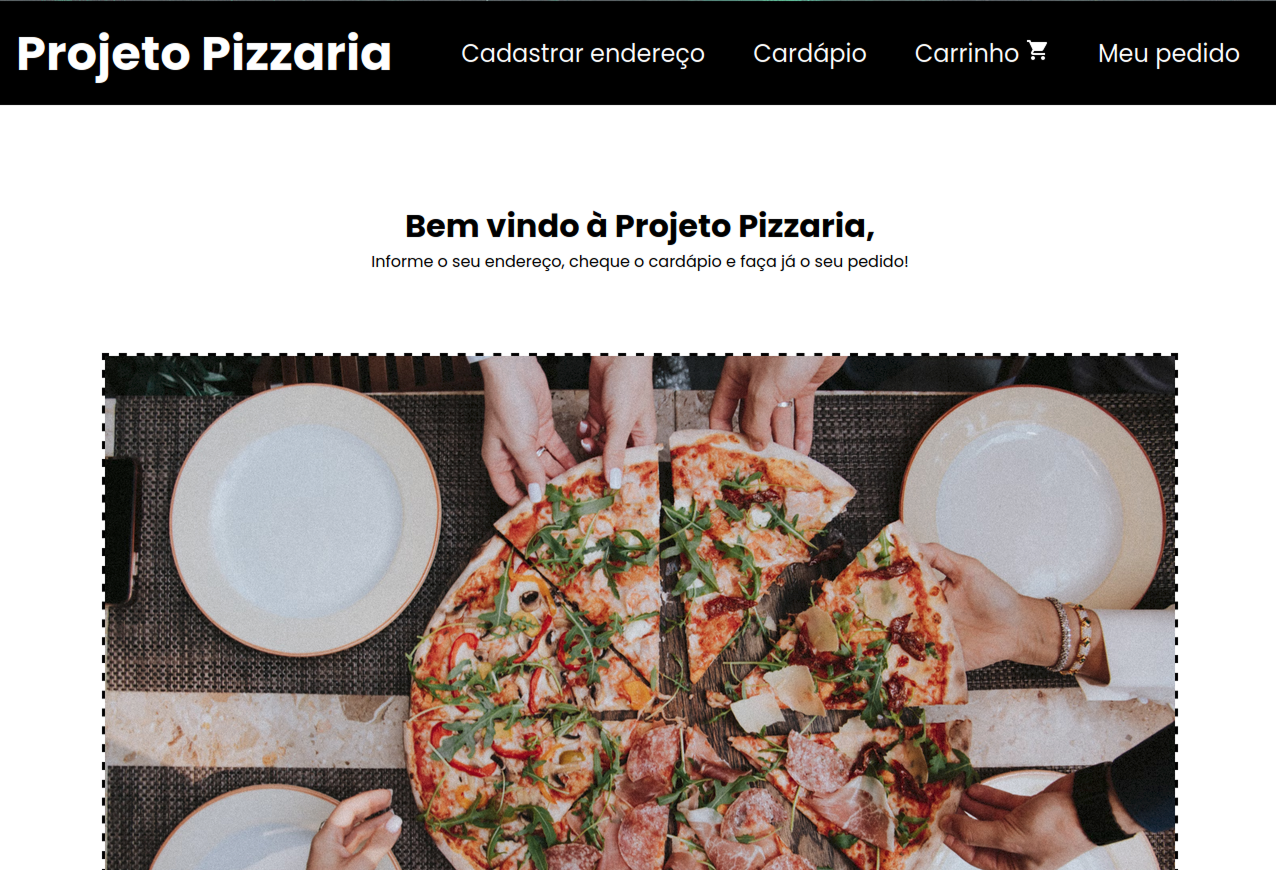 Projeto Pizzaria Cadastrar endereço Cardápio Carrinho Meu pedido
Bem vindo à Projeto Pizzaria,
Informe o seu endereço, cheque o cardápio e faça já o seu pedido!